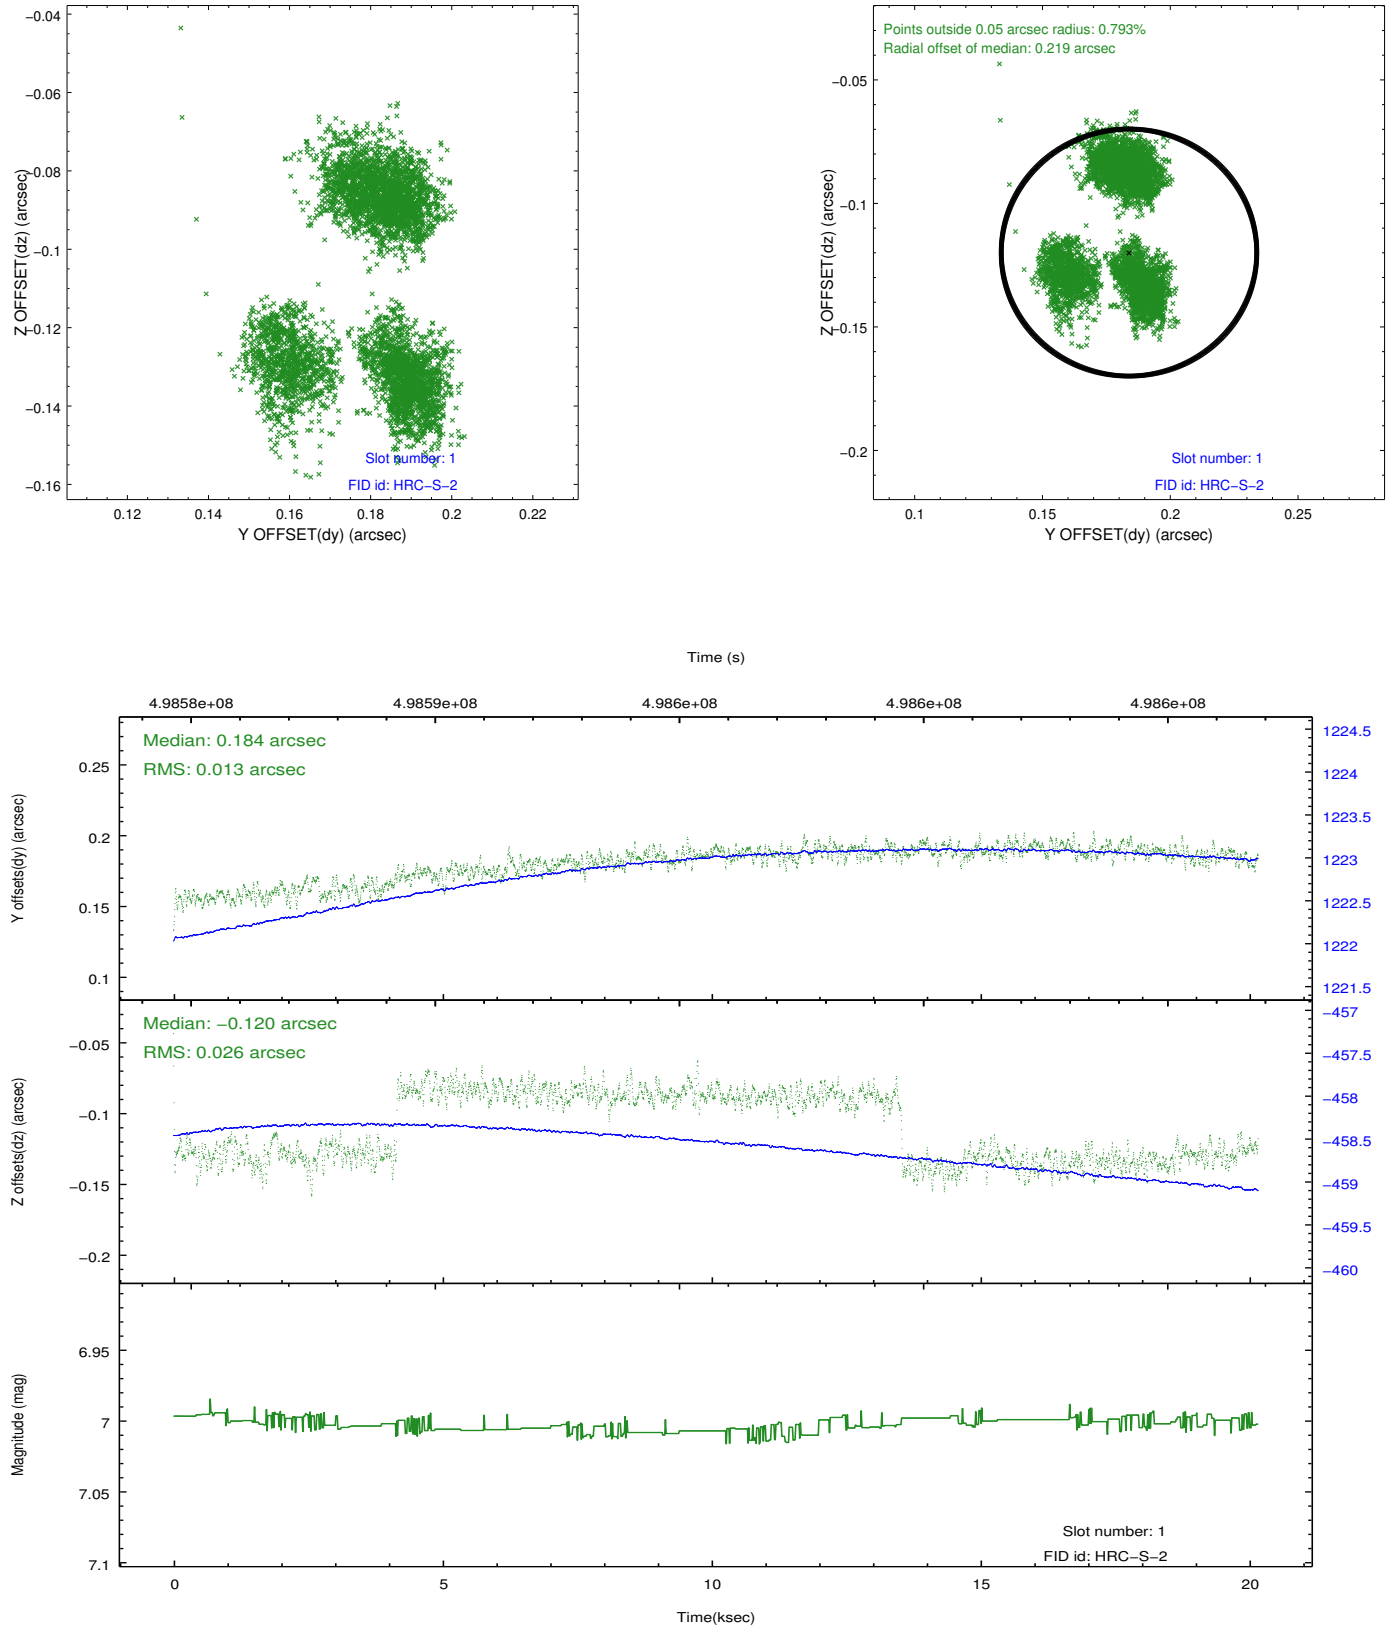 −0.04
−0.06
−0.08
−0.1
−0.12
−0.14
−0.16
Z OFFSET(dz) (arcsec)
0.12 0.14 0.16 0.18 0.2 0.22
Y OFFSET(dy) (arcsec)
Slot number: 1
FID id: HRC−S−2
Points outside 0.05 arcsec radius: 0.793%
Radial offset of median: 0.219 arcsec
−0.05
−0.1
−0.15
−0.2
Z OFFSET(dz) (arcsec)
0.1 0.15 0.2 0.25
Y OFFSET(dy) (arcsec)
Slot number: 1
FID id: HRC−S−2
Time (s)
4.9858e+08 4.9859e+08 4.986e+08 4.986e+08 4.986e+08
Median: 0.184 arcsec
RMS: 0.013 arcsec
0.25
0.2
0.15
0.1
Y offsets(dy) (arcsec)
1224.5
1224
1223.5
1223
1222.5
1222
1221.5
Median: −0.120 arcsec
RMS: 0.026 arcsec
−0.05
−0.1
−0.15
−0.2
Z offsets(dz) (arcsec)
−457
−457.5
−458
−458.5
−459
−459.5
−460
6.95
7
7.05
7.1
Magnitude (mag)
Slot number: 1
FID id: HRC−S−2
0 5 10 15 20
Time(ksec)